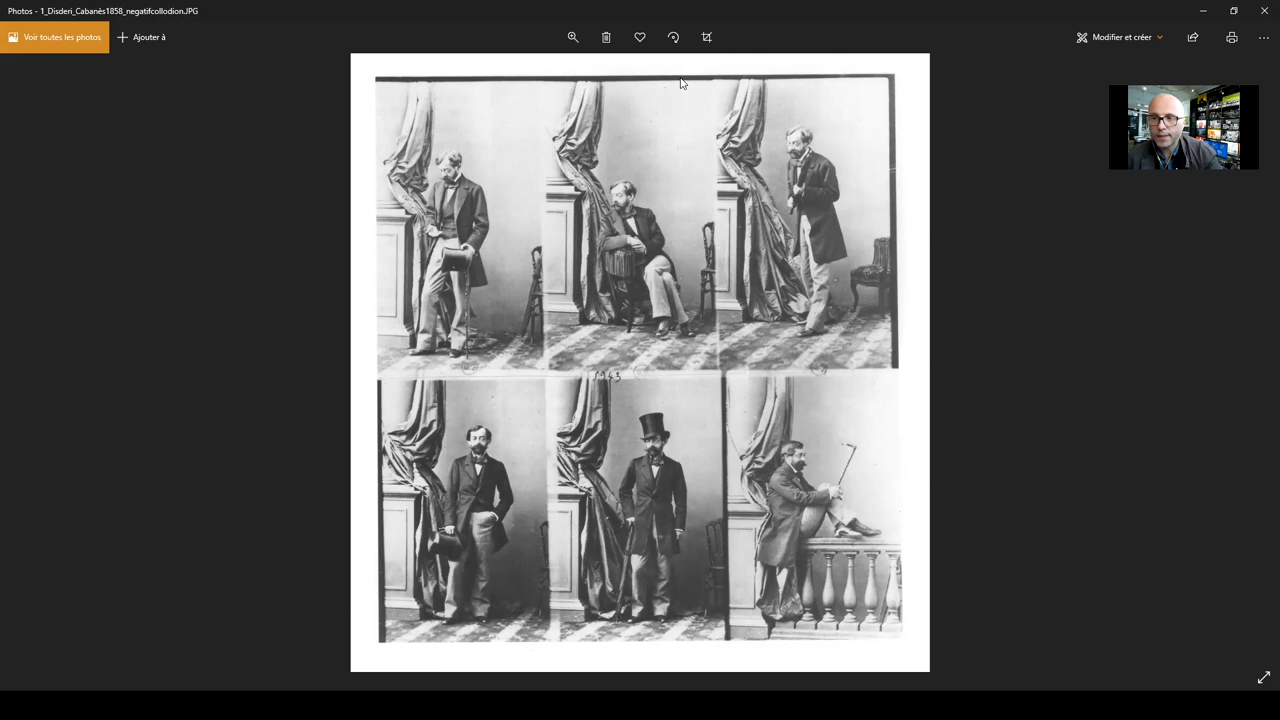 Photos - 1_Disderi_Cabanès1858_negatifcollodion.JPG
Voir toutes les photos
Ajouter à
Modifier et créer